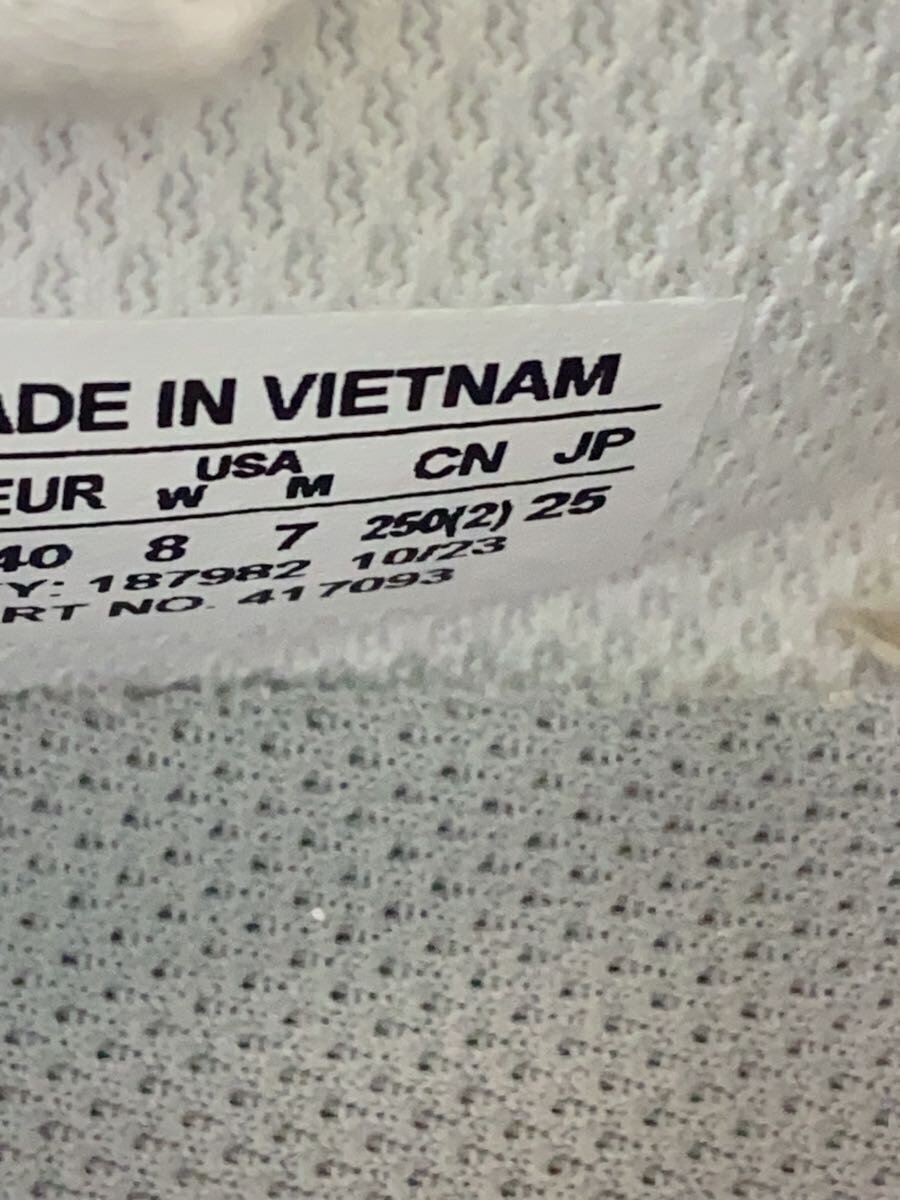 ADE IN VIETNAM
EUR USA W M CN JP
40 8 7 250(2) 25
Y: 187982 10/23
RT NO. 417093